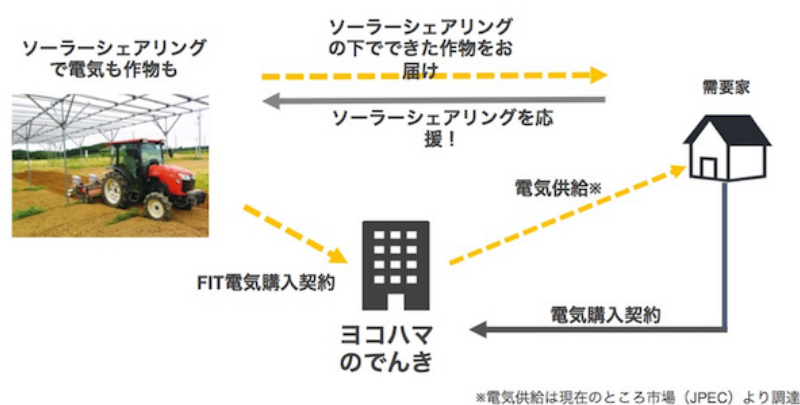 ソーラーシェアリング
で電気も作物も
ソーラーシェアリング
の下でできた作物をお
届け
ソーラーシェアリングを応
援！
需要家
電気供給※
FIT電気購入契約
電気購入契約
ヨコハマ
のでんき
※電気供給は現在のところ市場（JPEC）より調達